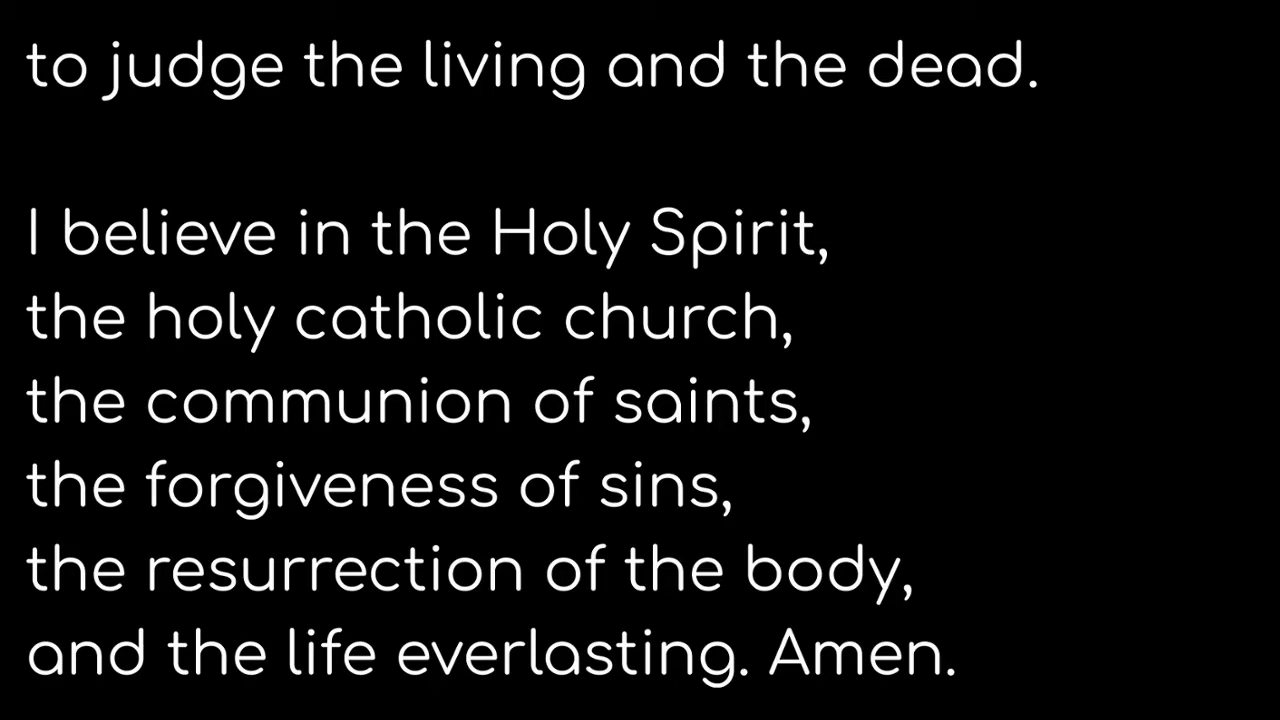 to judge the living and the dead.
I believe in the Holy Spirit,
the holy catholic church,
the communion of saints,
the forgiveness of sins,
the resurrection of the body,
and the life everlasting. Amen.